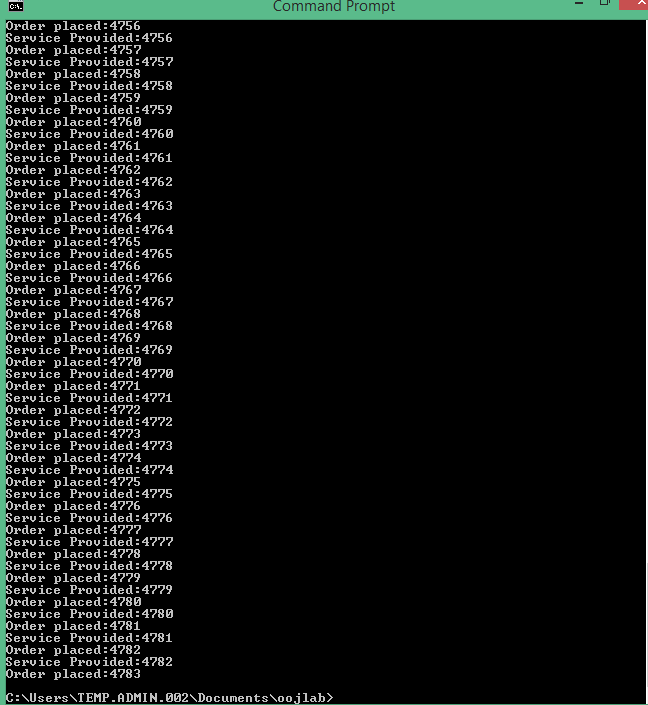 Command Prompt
Order placed:4756
Service Provided:4756
Order placed:4757
Service Provided:4757
Order placed:4758
Service Provided:4758
Order placed:4759
Service Provided:4759
Order placed:4760
Service Provided:4760
Order placed:4761
Service Provided:4761
Order placed:4762
Service Provided:4762
Order placed:4763
Service Provided:4763
Order placed:4764
Service Provided:4764
Order placed:4765
Service Provided:4765
Order placed:4766
Service Provided:4766
Order placed:4767
Service Provided:4767
Order placed:4768
Service Provided:4768
Order placed:4769
Service Provided:4769
Order placed:4770
Service Provided:4770
Order placed:4771
Service Provided:4771
Order placed:4772
Service Provided:4772
Order placed:4773
Service Provided:4773
Order placed:4774
Service Provided:4774
Order placed:4775
Service Provided:4775
Order placed:4776
Service Provided:4776
Order placed:4777
Service Provided:4777
Order placed:4778
Service Provided:4778
Order placed:4779
Service Provided:4779
Order placed:4780
Service Provided:4780
Order placed:4781
Service Provided:4781
Order placed:4782
Service Provided:4782
Order placed:4783
C:\Users\TEMP.ADMIN.002\Documents\oojlab>